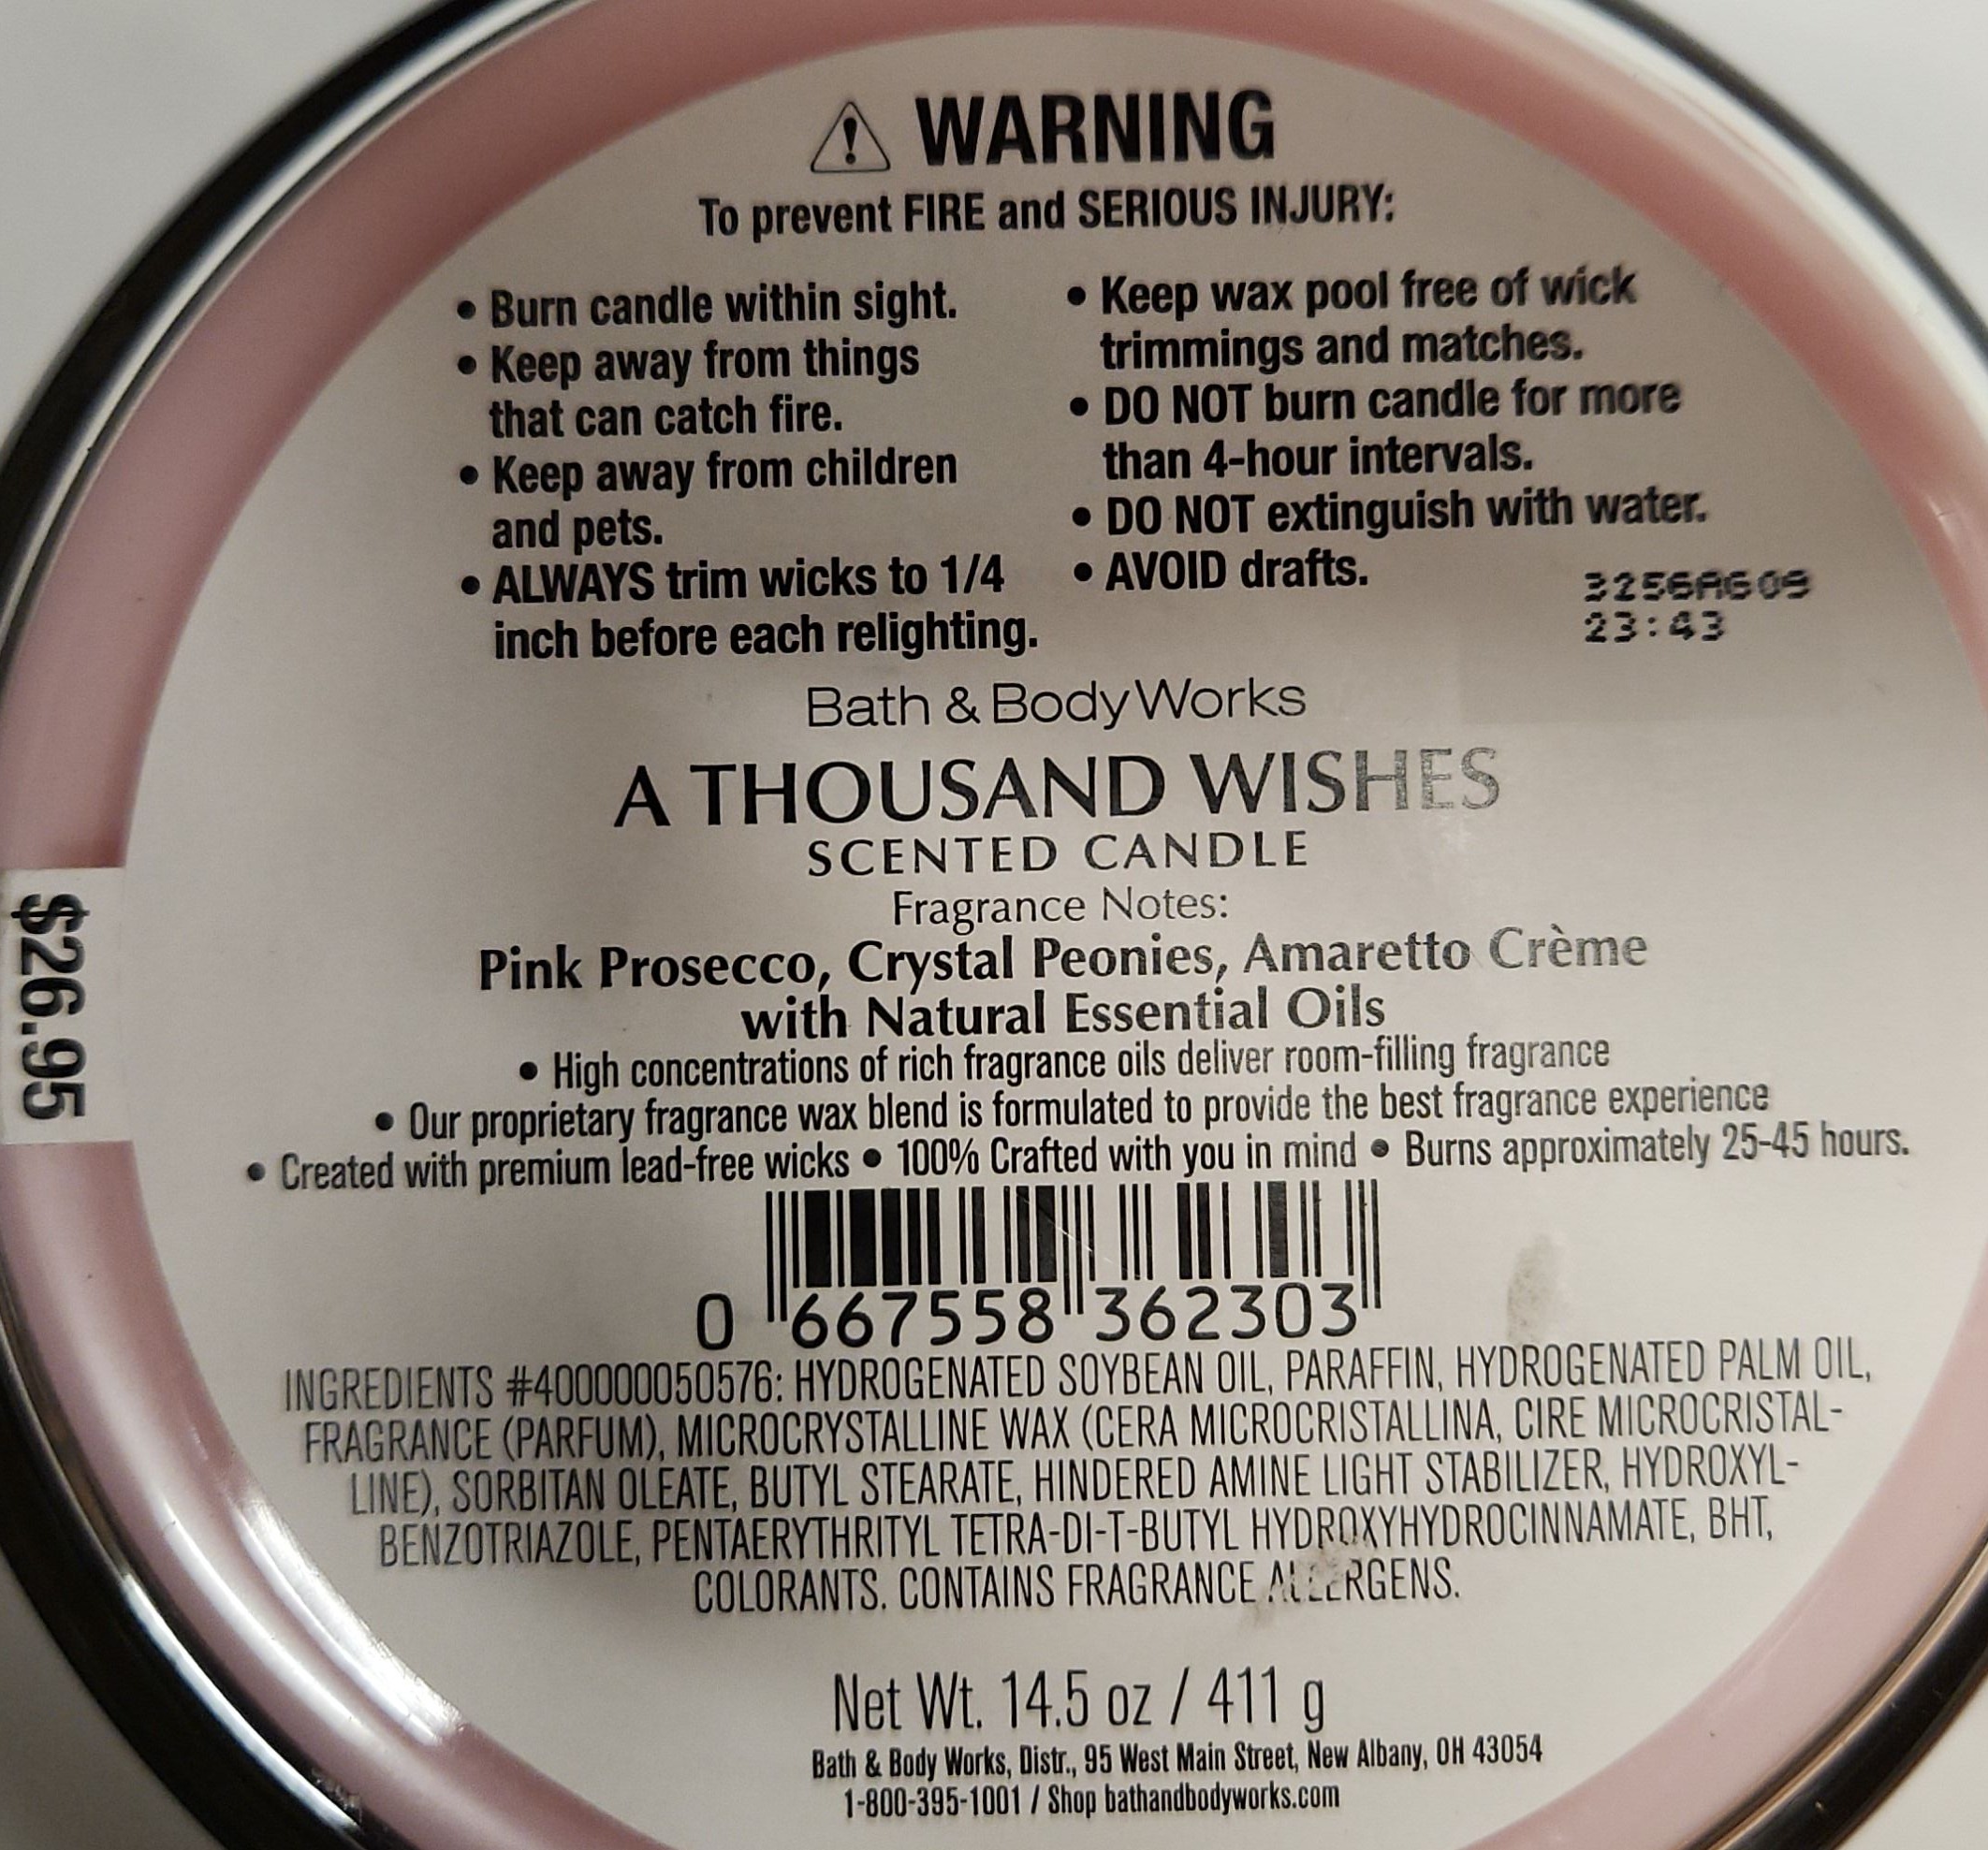 WARNING
To prevent FIRE and SERIOUS INJURY:
• Burn candle within sight.
• Keep away from things
that can catch fire.
• Keep away from children
and pets.
• ALWAYS trim wicks to 1/4
inch before each relighting.
• Keep wax pool free of wick
trimmings and matches.
• DO NOT burn candle for more
than 4-hour intervals.
• DO NOT extinguish with water.
• AVOID drafts.
3256A609
23:43
Bath & Body Works
A THOUSAND WISHES
SCENTED CANDLE
Fragrance Notes:
Pink Prosecco, Crystal Peonies, Amaretto Crème
with Natural Essential Oils
• High concentrations of rich fragrance oils deliver room-filling fragrance
• Our proprietary fragrance wax blend is formulated to provide the best fragrance experience
• Created with premium lead-free wicks • 100% Crafted with you in mind • Burns approximately 25-45 hours.
$26.95
0 667558 362303
INGREDIENTS #400000050576: HYDROGENATED SOYBEAN OIL, PARAFFIN, HYDROGENATED PALM OIL,
FRAGRANCE (PARFUM), MICROCRYSTALLINE WAX (CERA MICROCRISTALLINA, CIRE MICROCRISTAL-
LINE), SORBITAN OLEATE, BUTYL STEARATE, HINDERED AMINE LIGHT STABILIZER, HYDROXYL-
BENZOTRIAZOLE, PENTAERYTHRITYL TETRA-DI-T-BUTYL HYDROXYHYDROCINNAMATE, BHT,
COLORANTS. CONTAINS FRAGRANCE ALLERGENS.
Net Wt. 14.5 oz / 411 g
Bath & Body Works, Distr., 95 West Main Street, New Albany, OH 43054
1-800-395-1001 / Shop bathandbodyworks.com